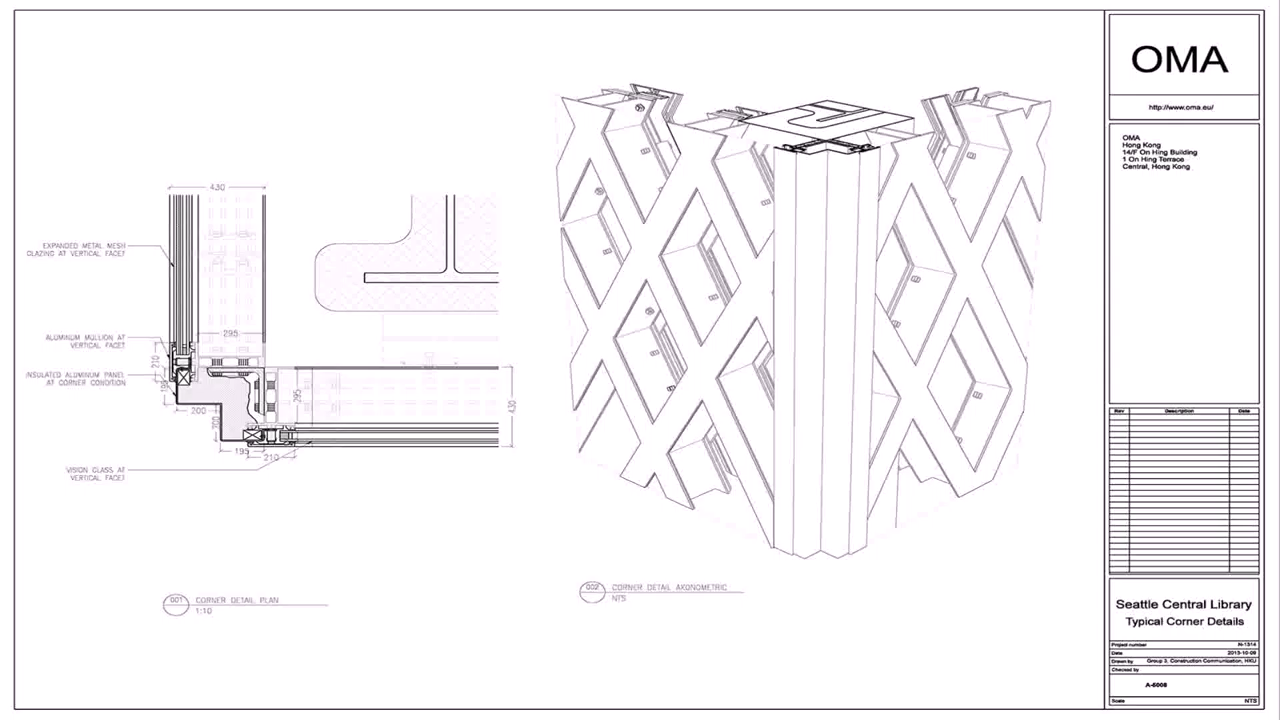 430
EXPANDED METAL MESH
GLAZING AT VERTICAL FACET
ALUMINUM MULLION AT
VERTICAL FACET
INSULATED ALUMINUM PANEL
AT CORNER CONDITION
VISION GLASS AT
VERTICAL FACET
295
210
195
200
200
195
210
295
430
001
CORNER DETAIL PLAN
1:10
002
CORNER DETAIL AXONOMETRIC
NTS
OMA
http://www.oma.eu/
OMA
Hong Kong
14/F On Hing Building
1 On Hing Terrace
Central, Hong Kong
Rev Description Date
Seattle Central Library
Typical Corner Details
Project number N-1314
Date 2013-10-08
Drawn by Group 3, Construction Communication, HKU
Checked by
A-5008
Scale NTS